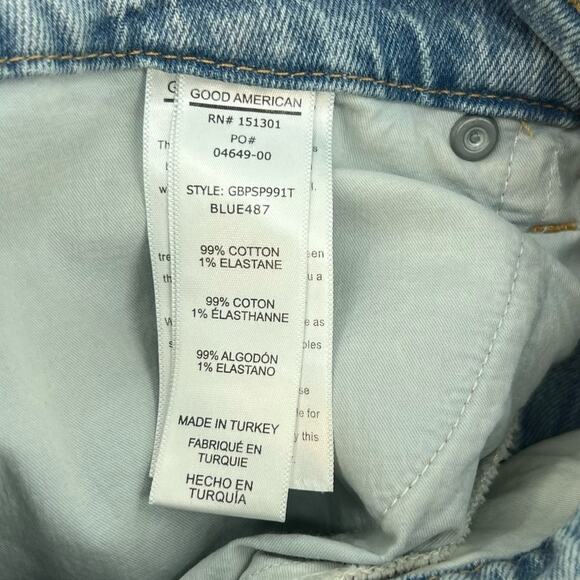 GOOD AMERICAN
RN# 151301
PO#
04649-00
STYLE: GBPSP991T
BLUE487
99% COTTON
1% ELASTANE
99% COTON
1% ÉLASTHANNE
99% ALGODÓN
1% ELASTANO
MADE IN TURKEY
FABRIQUÉ EN
TURQUIE
HECHO EN
TURQUÍA